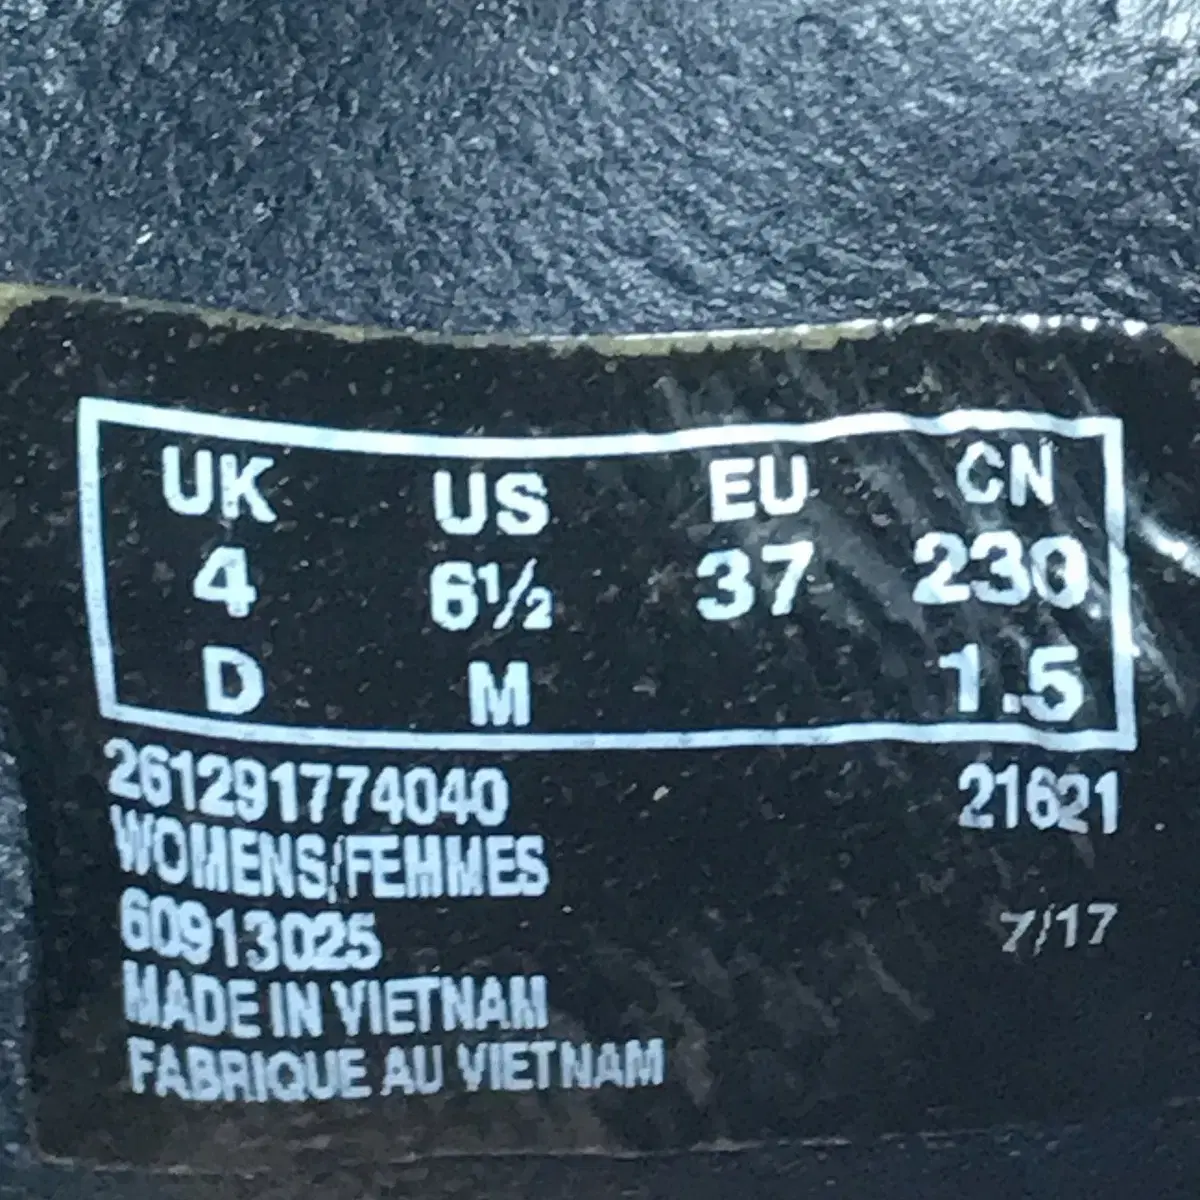 UK US EU CN
4 6½ 37 230
D M 1.5
261291774040 21621
WOMENS/FEMMES
60913025 7/17
MADE IN VIETNAM
FABRIQUE AU VIETNAM